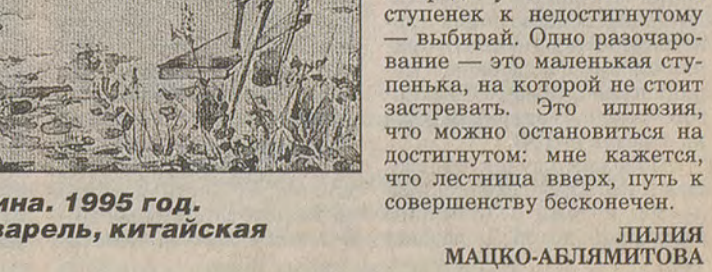 ступенек к недостигнутому
— выбирай. Одно разочаро-
вание — это маленькая сту-
пенька, на которой не стоит
застревать. Это иллюзия,
что можно остановиться на
достигнутом: мне кажется,
что лестница вверх, путь к
совершенству бесконечен.
ЛИЛИЯ
МАЦКО-АБЛЯМИТОВА
ина. 1995 год.
варель, китайская